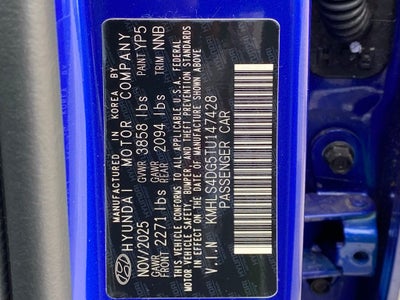 MANUFACTURED IN KOREA BY
HYUNDAI MOTOR COMPANY
NOV/2025 GVWR 3858 lbs PAINT YP5
GAWR FRONT 2271 lbs GAWR REAR 2094 lbs TRIM NNB
THIS VEHICLE CONFORMS TO ALL APPLICABLE U.S.A. FEDERAL
MOTOR VEHICLE SAFETY, BUMPER, AND THEFT PREVENTION STANDARDS
IN EFFECT ON THE DATE OF MANUFACTURE SHOWN ABOVE
V.I.N KMHLS4DG5TU147428
PASSENGER CAR